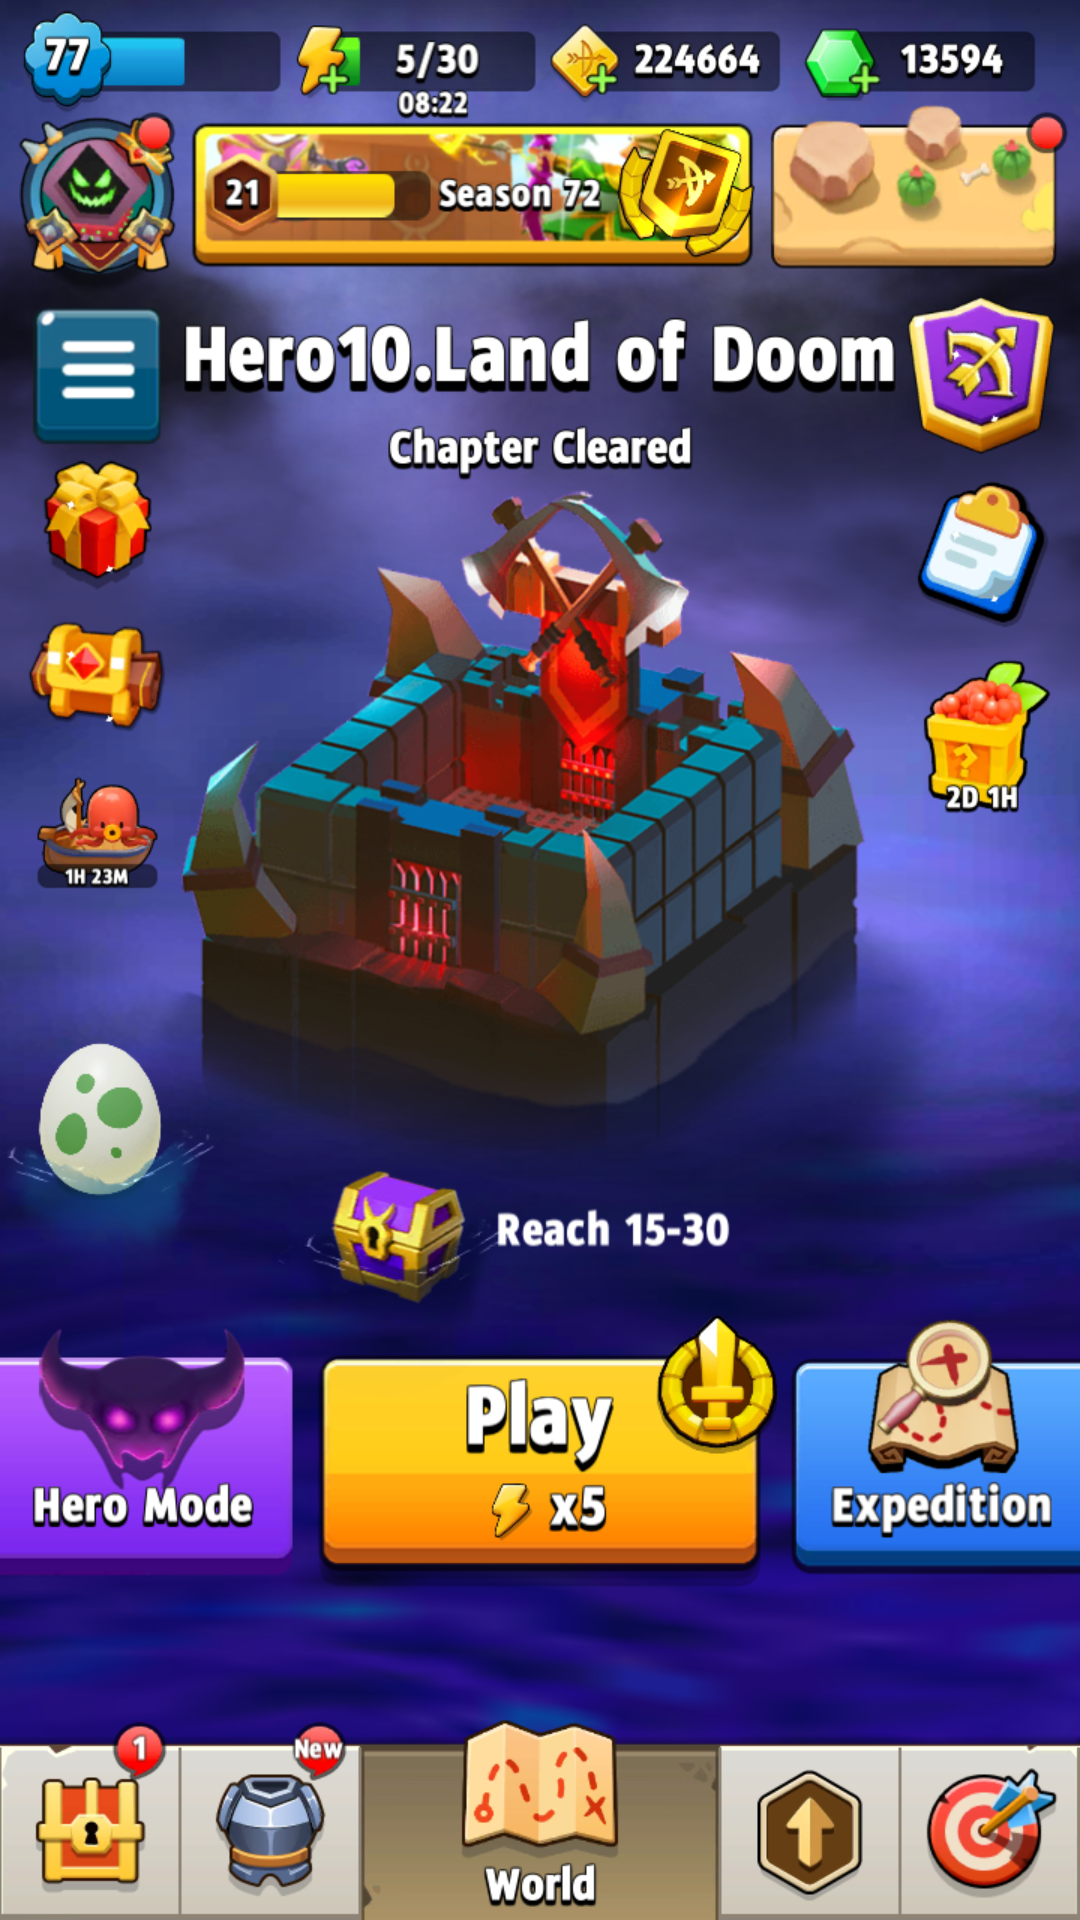 77
5/30
224664
13594
08:22
21
Season 72
Hero10.Land of Doom
Chapter Cleared
2D 1H
1H 23M
Reach 15-30
Play
x5
Hero Mode
Expedition
1
New
World